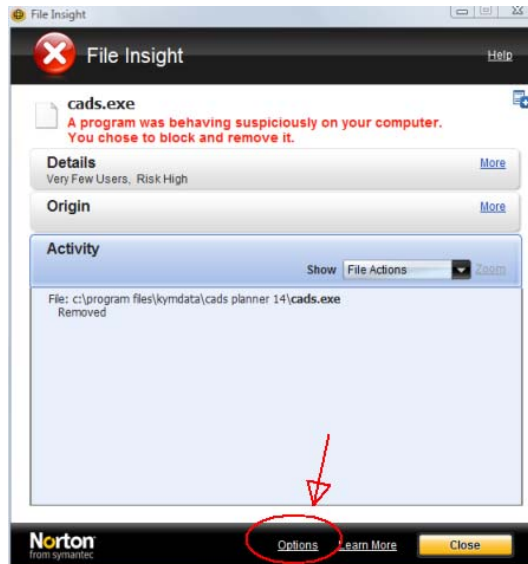 File Insight
File Insight
Help
cads.exe
A program was behaving suspiciously on your computer.
You chose to block and remove it.
Details
More
Very Few Users, Risk High
Origin
More
Activity
Show File Actions Zoom
File: c:\program files\kymdata\cads planner 14\cads.exe
Removed
Norton
from symantec
Options Learn More Close